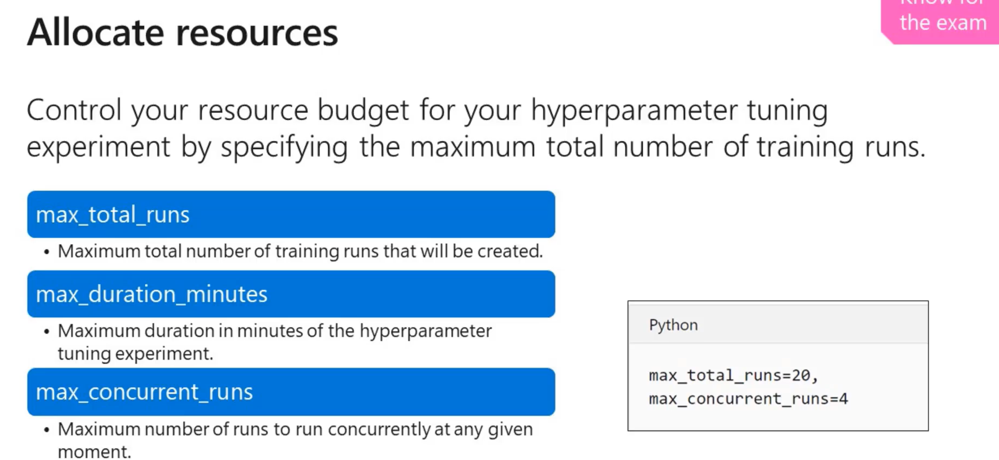 Know for
the exam
Allocate resources
Control your resource budget for your hyperparameter tuning
experiment by specifying the maximum total number of training runs.
max_total_runs
• Maximum total number of training runs that will be created.
max_duration_minutes
• Maximum duration in minutes of the hyperparameter
tuning experiment.
max_concurrent_runs
• Maximum number of runs to run concurrently at any given
moment.
Python
max_total_runs=20,
max_concurrent_runs=4